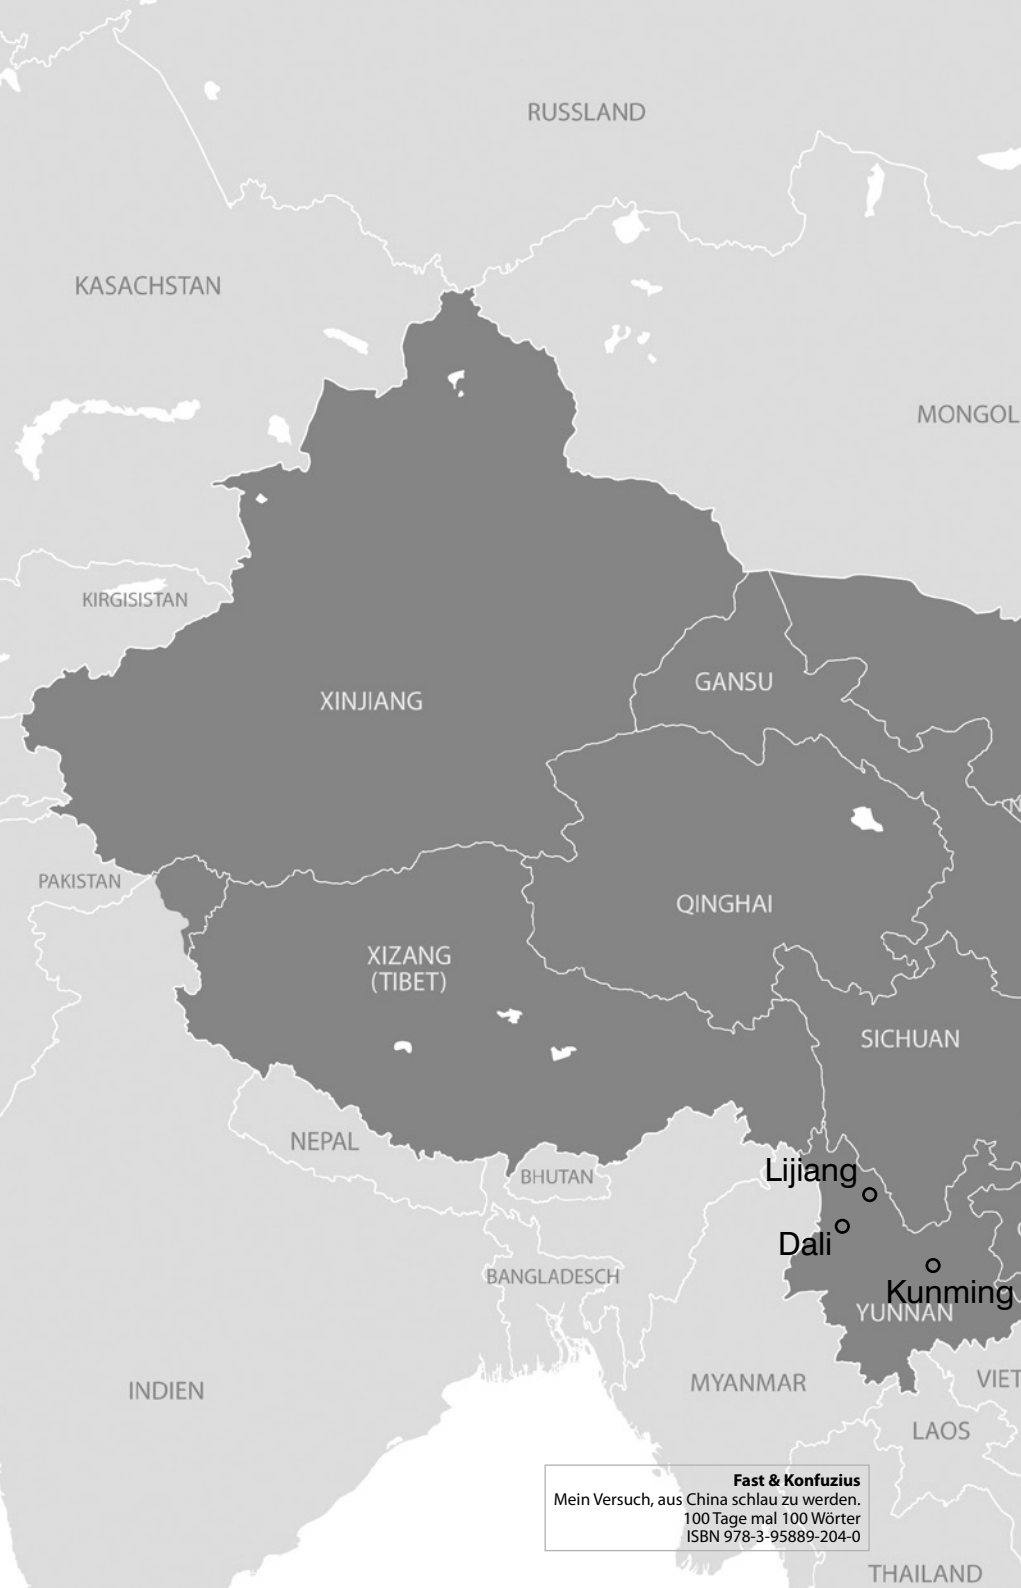 RUSSLAND
KASACHSTAN
MONGOL
KIRGISISTAN
GANSU
XINJIANG
PAKISTAN
QINGHAI
XIZANG
(TIBET)
SICHUAN
NEPAL
Lijiang
BHUTAN
Dali
BANGLADESCH
Kunming
YUNNAN
INDIEN
MYANMAR
VIET
LAOS
Fast & Konfuzius
Mein Versuch, aus China schlau zu werden.
100 Tage mal 100 Wörter
ISBN 978-3-95889-204-0
THAILAND